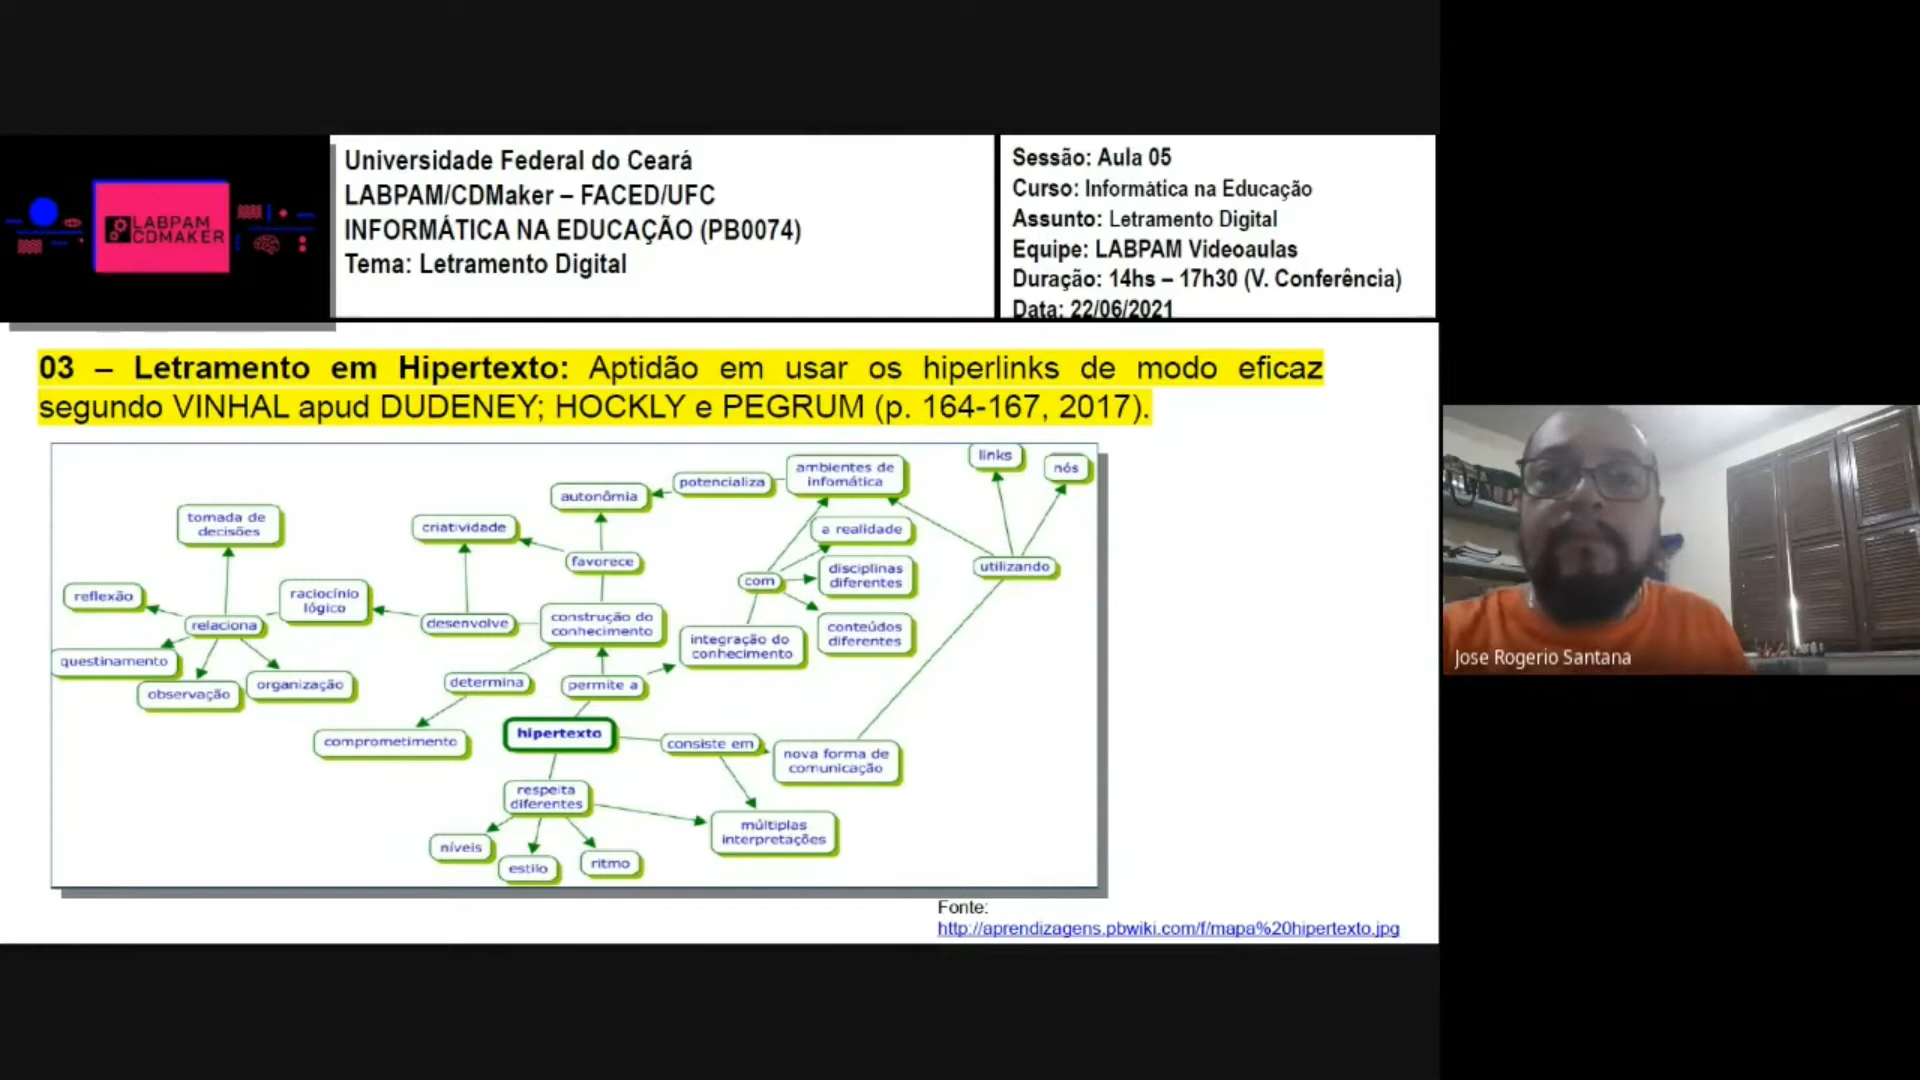 LABPAM
CDMAKER
Universidade Federal do Ceará
LABPAM/CDMaker – FACED/UFC
INFORMÁTICA NA EDUCAÇÃO (PB0074)
Tema: Letramento Digital
Sessão: Aula 05
Curso: Informàtica na Educação
Assunto: Letramento Digital
Equipe: LABPAM Videoaulas
Duração: 14hs – 17h30 (V. Conferência)
Data: 22/06/2021
03 – Letramento em Hipertexto: Aptidão em usar os hiperlinks de modo eficaz
segundo VINHAL apud DUDENEY; HOCKLY e PEGRUM (p. 164-167, 2017).
links
nós
ambientes de
infomática
potencializa
autonômia
a realidade
criatividade
tomada de
decisões
favorece
utilizando
disciplinas
diferentes
com
reflexão
raciocínio
lógico
relaciona
desenvolve
construção do
conhecimento
conteúdos
diferentes
integração do
conhecimento
questinamento
observação
organização
determina
permite a
comprometimento
hipertexto
consiste em
nova forma de
comunicação
respeita
diferentes
múltiplas
interpretações
níveis
estilo
ritmo
Fonte:
http://aprendizagens.pbwiki.com/f/mapa%20hipertexto.jpg
Jose Rogerio Santana